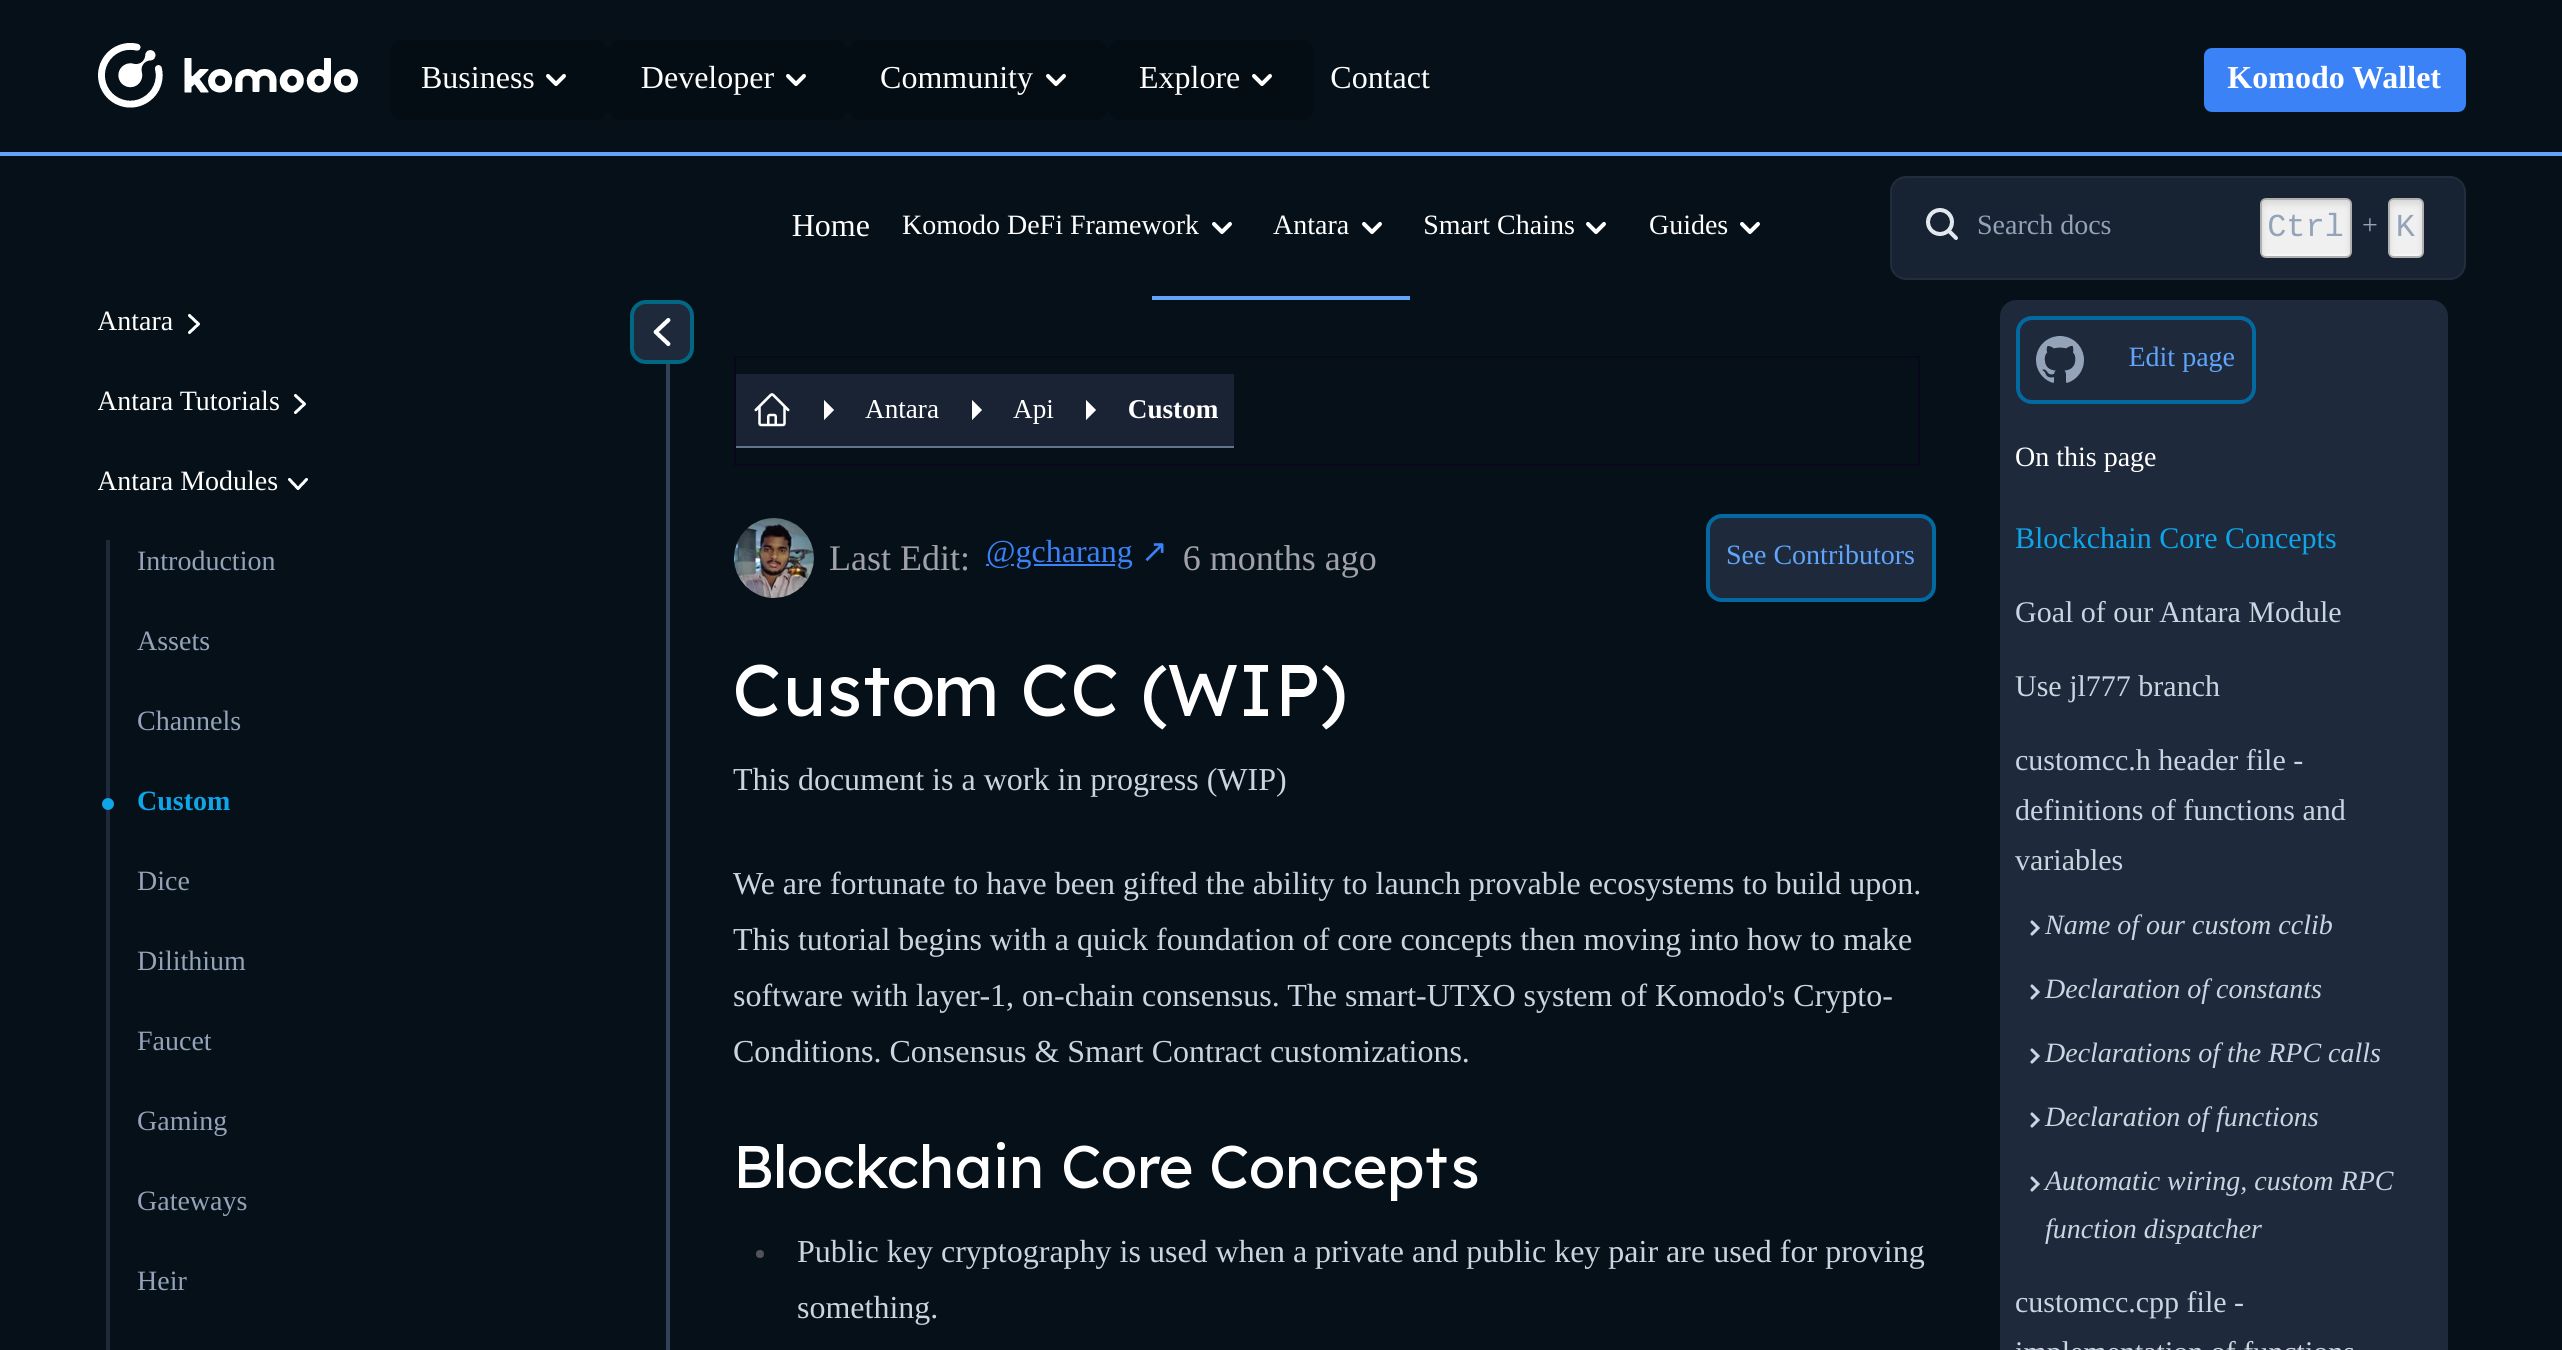 komodo Business Developer Community Explore Contact Komodo Wallet
Home Komodo DeFi Framework Antara Smart Chains Guides Search docs Ctrl + K
Antara
Antara Tutorials
Antara Modules
Introduction
Assets
Channels
Custom
Dice
Dilithium
Faucet
Gaming
Gateways
Heir
Antara Api Custom
Last Edit: @gcharang ↗ 6 months ago See Contributors
Custom CC (WIP)
This document is a work in progress (WIP)
We are fortunate to have been gifted the ability to launch provable ecosystems to build upon.
This tutorial begins with a quick foundation of core concepts then moving into how to make
software with layer-1, on-chain consensus. The smart-UTXO system of Komodo's Crypto-
Conditions. Consensus & Smart Contract customizations.
Blockchain Core Concepts
• Public key cryptography is used when a private and public key pair are used for proving
something.
Edit page
On this page
Blockchain Core Concepts
Goal of our Antara Module
Use jl777 branch
customcc.h header file -
definitions of functions and
variables
Name of our custom cclib
Declaration of constants
Declarations of the RPC calls
Declaration of functions
Automatic wiring, custom RPC
function dispatcher
customcc.cpp file -
implementation of functions